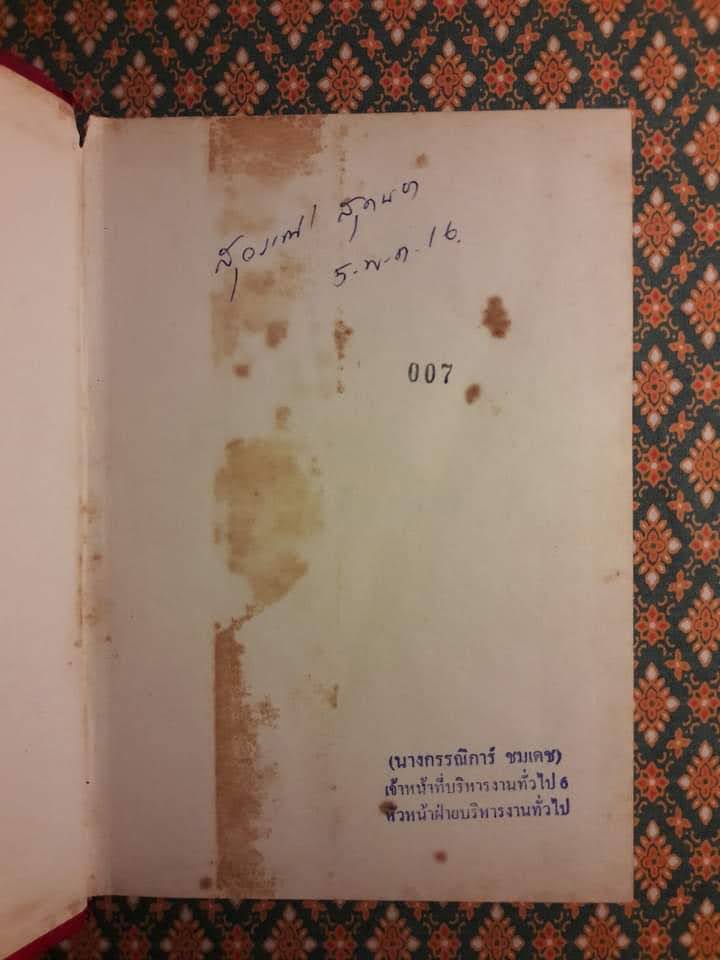 5-พ-ค-16.
007
(นางกรรณิการ์ ชมเดช)
เจ้าหน้าที่บริหารงานทั่วไป 6
หัวหน้าฝ่ายบริหารงานทั่วไป